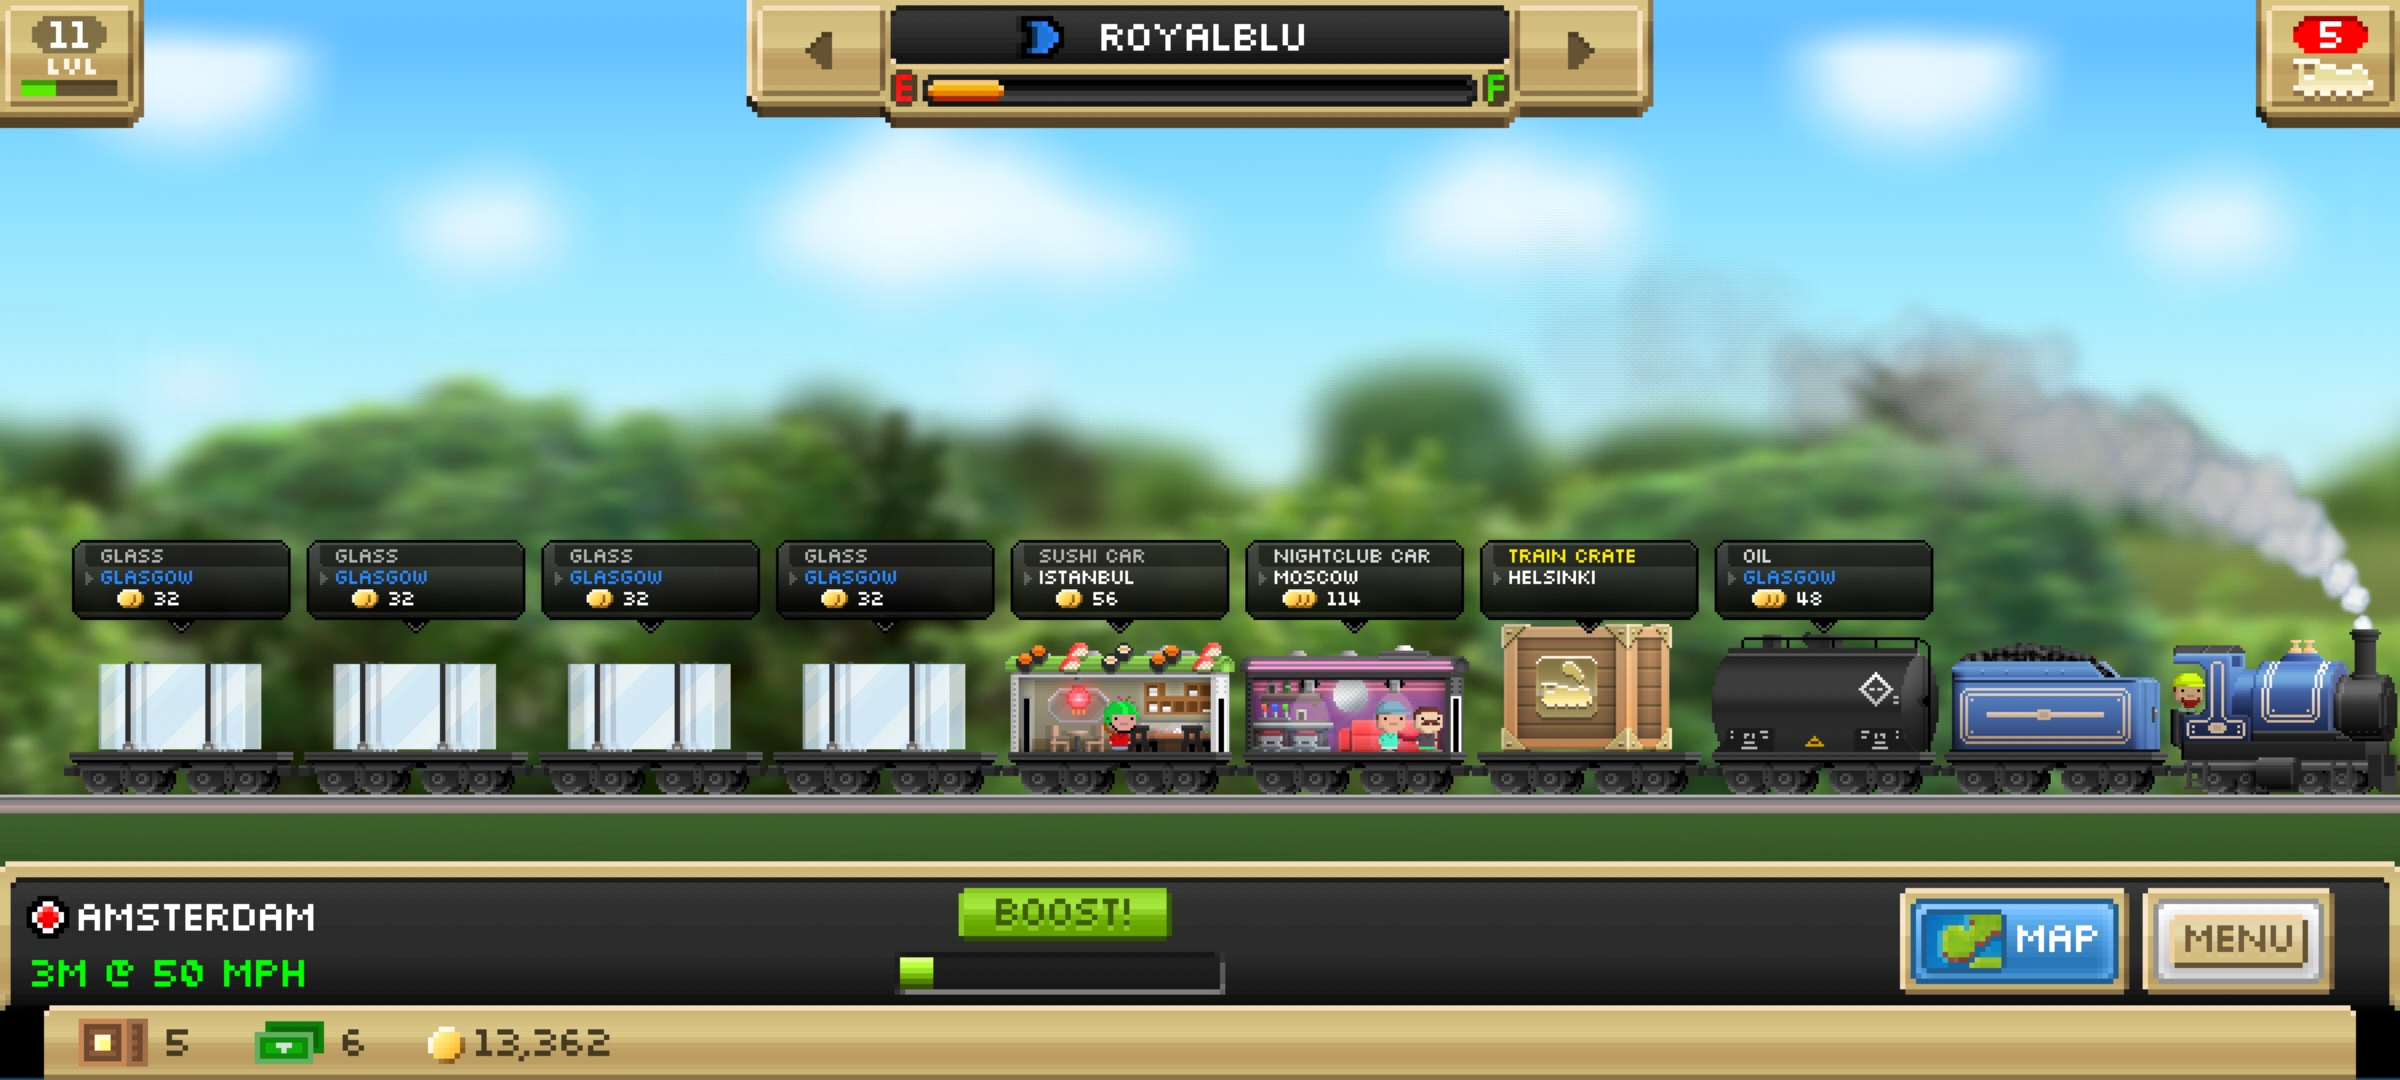 11
LVL
ROYALBLU
E
F
5
GLASS
GLASGOW
32
GLASS
GLASGOW
32
GLASS
GLASGOW
32
GLASS
GLASGOW
32
SUSHI CAR
ISTANBUL
56
NIGHTCLUB CAR
MOSCOW
114
TRAIN CRATE
HELSINKI
OIL
GLASGOW
48
AMSTERDAM
3M @ 50 MPH
BOOST!
MAP
MENU
5
6
13,362